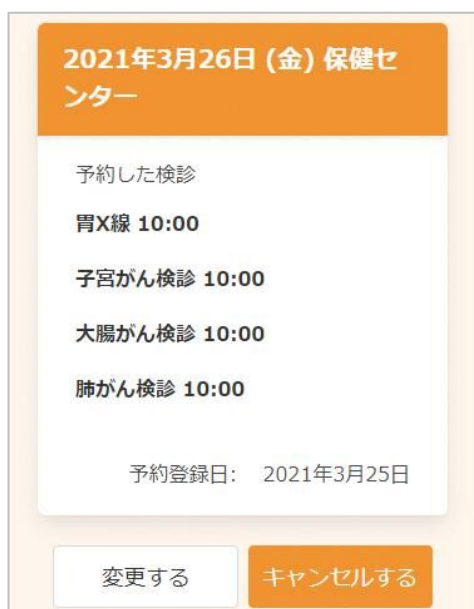 2021年3月26日 (金) 保健セ
ンター
予約した検診
胃X線 10:00
子宮がん検診 10:00
大腸がん検診 10:00
肺がん検診 10:00
予約登録日: 2021年3月25日
変更する キャンセルする